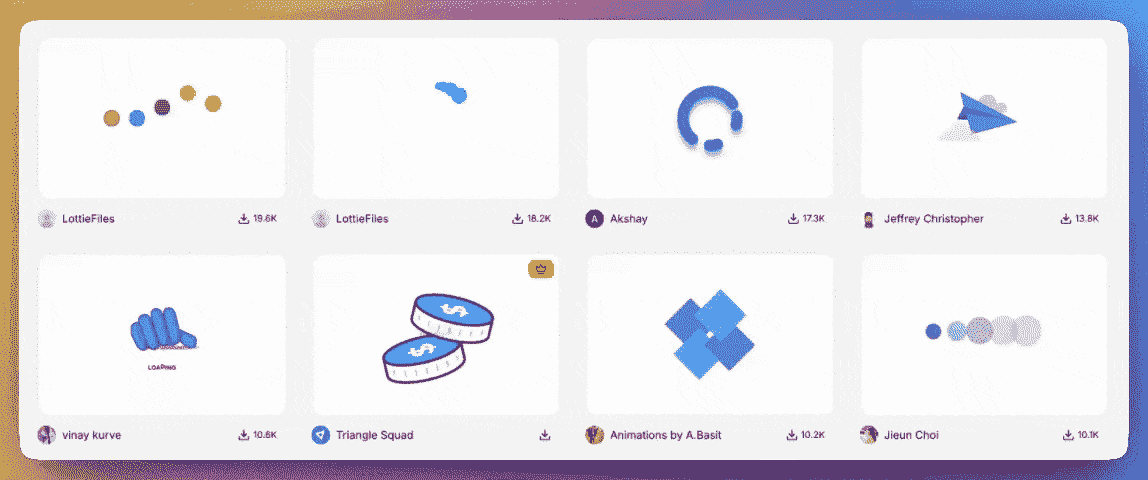 LottieFiles 19.6K
LottieFiles 18.2K
A Akshay 17.3K
Jeffrey Christopher 13.8K
LOADING
vinay kurve 10.6K
$ $
Triangle Squad
Animations by A.Basit 10.2K
Jieun Choi 10.1K